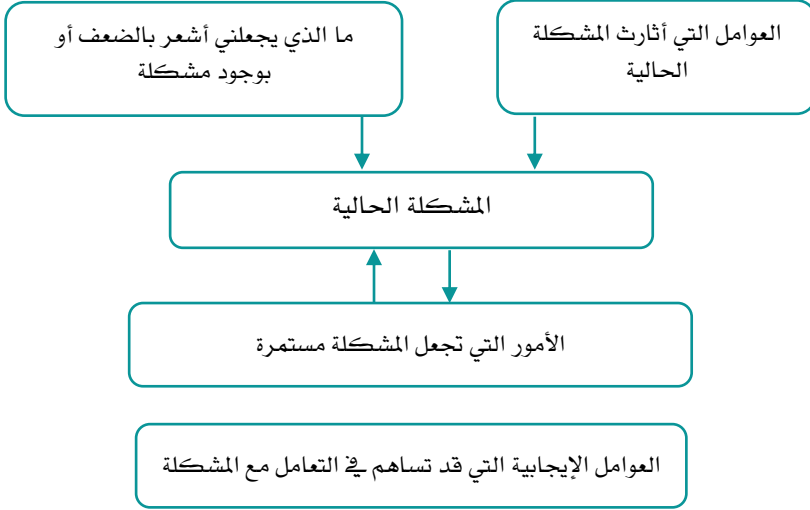 العوامل التي أثارث المشكلة
الحالية
ما الذي يجعلني أشعر بالضعف أو
بوجود مشكلة
المشكلة الحالية
الأمور التي تجعل المشكلة مستمرة
العوامل الإيجابية التي قد تساهم في التعامل مع المشكلة